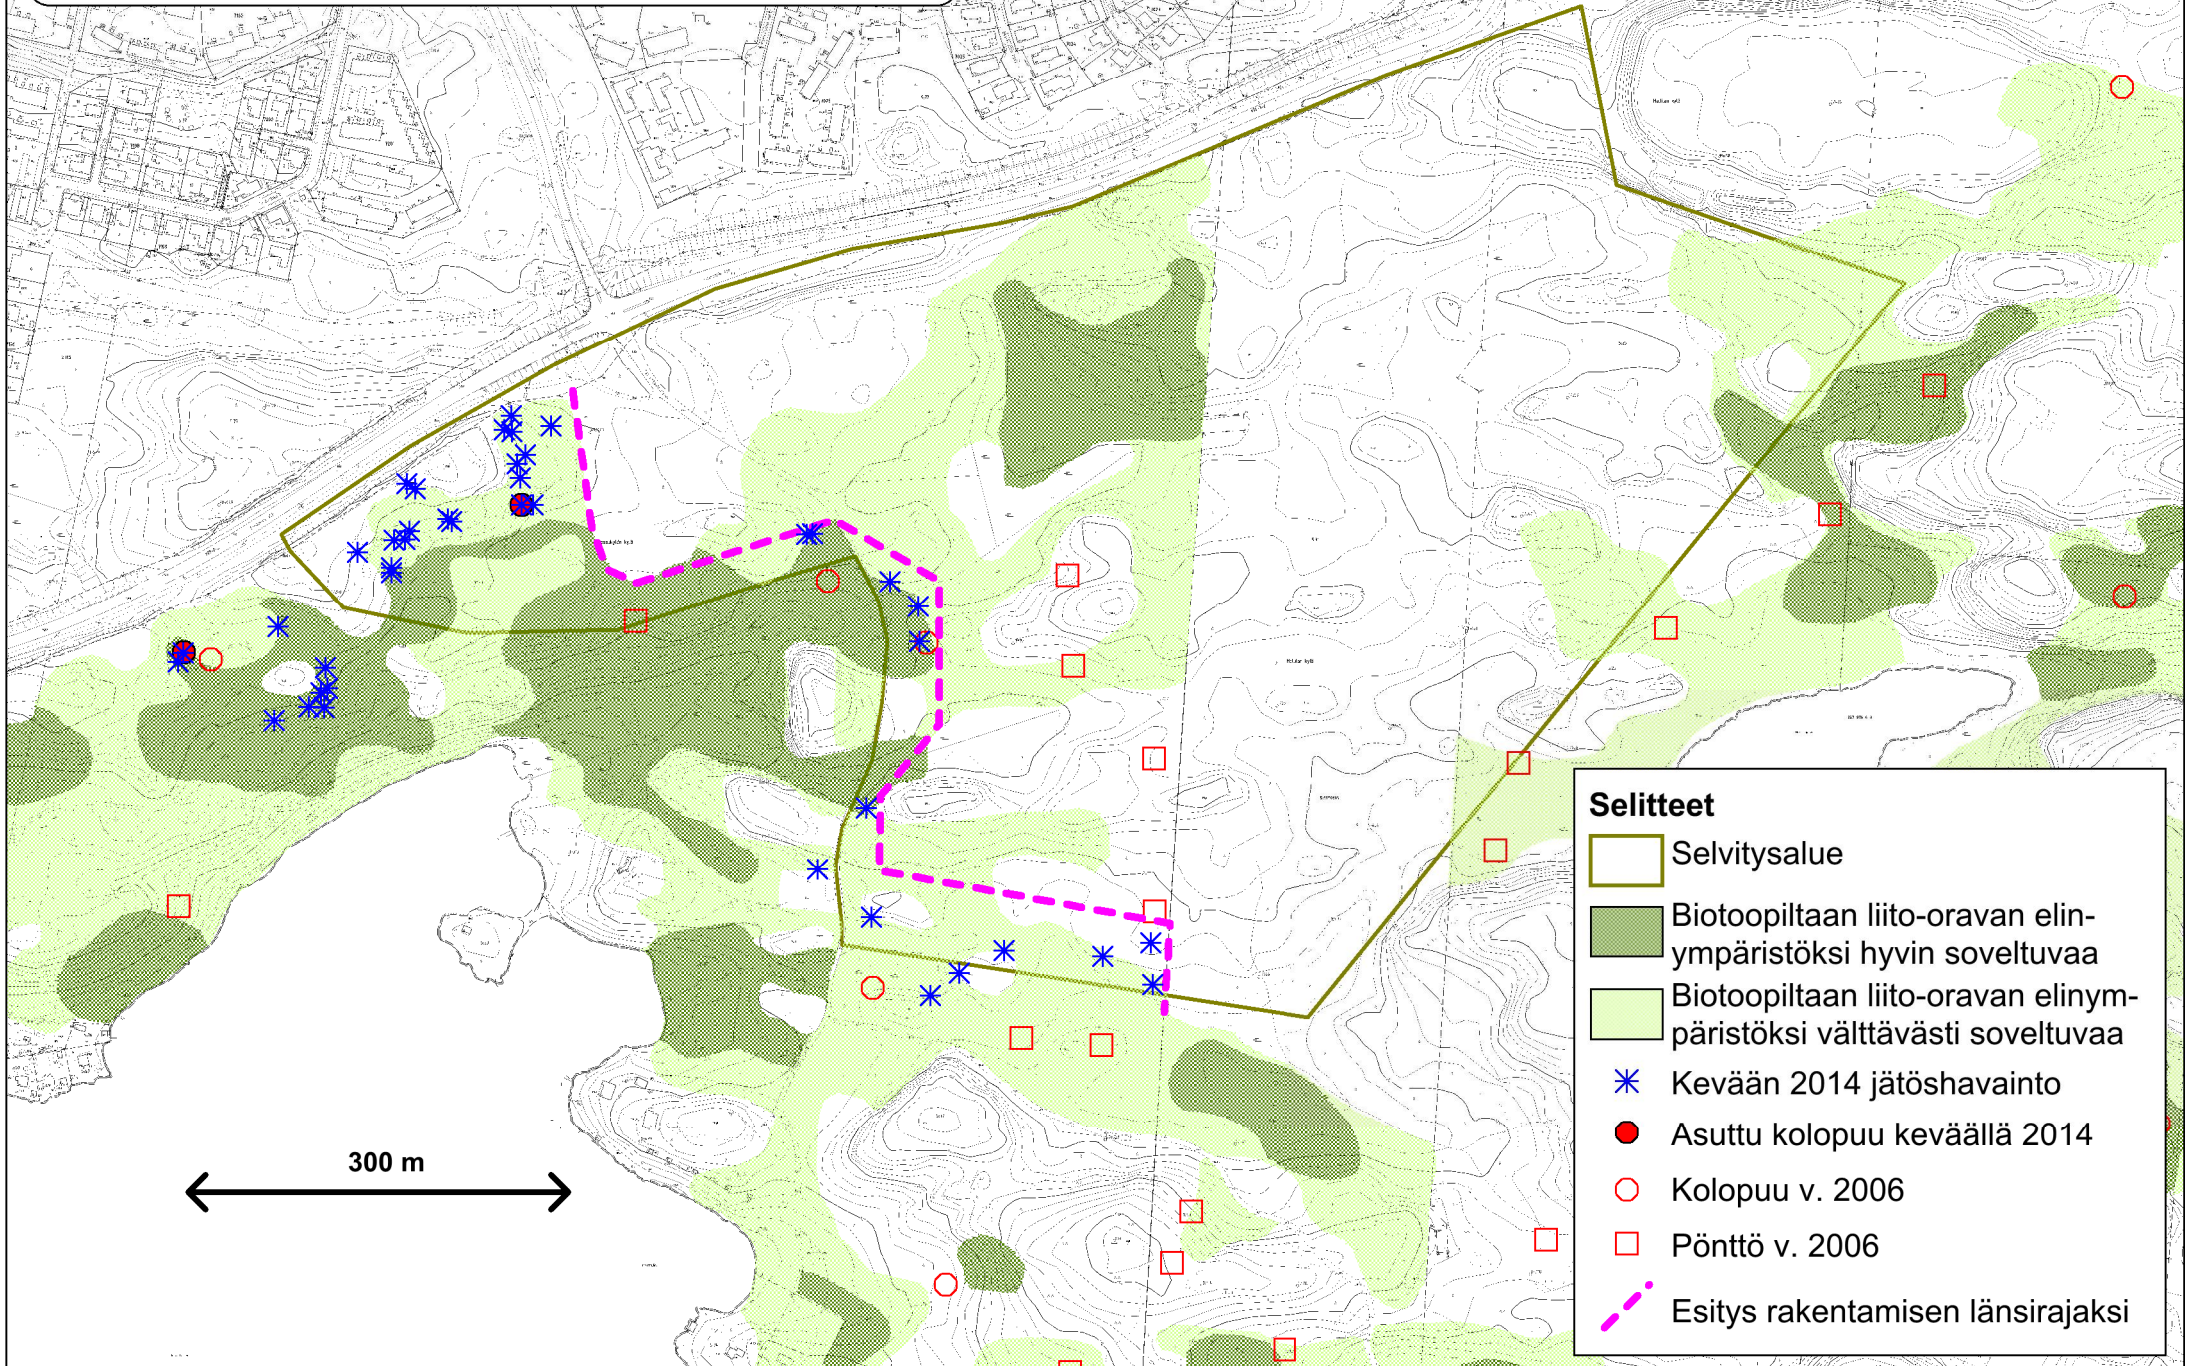 300 m
Selitteet
Selvitysalue
Biotoopiltaan liito-oravan elin-
ympäristöksi hyvin soveltuvaa
Biotoopiltaan liito-oravan elinym-
päristöksi välttävästi soveltuvaa
Kevään 2014 jätöshavainto
Asuttu kolopuu keväällä 2014
Kolopuu v. 2006
Pönttö v. 2006
Esitys rakentamisen länsirajaksi